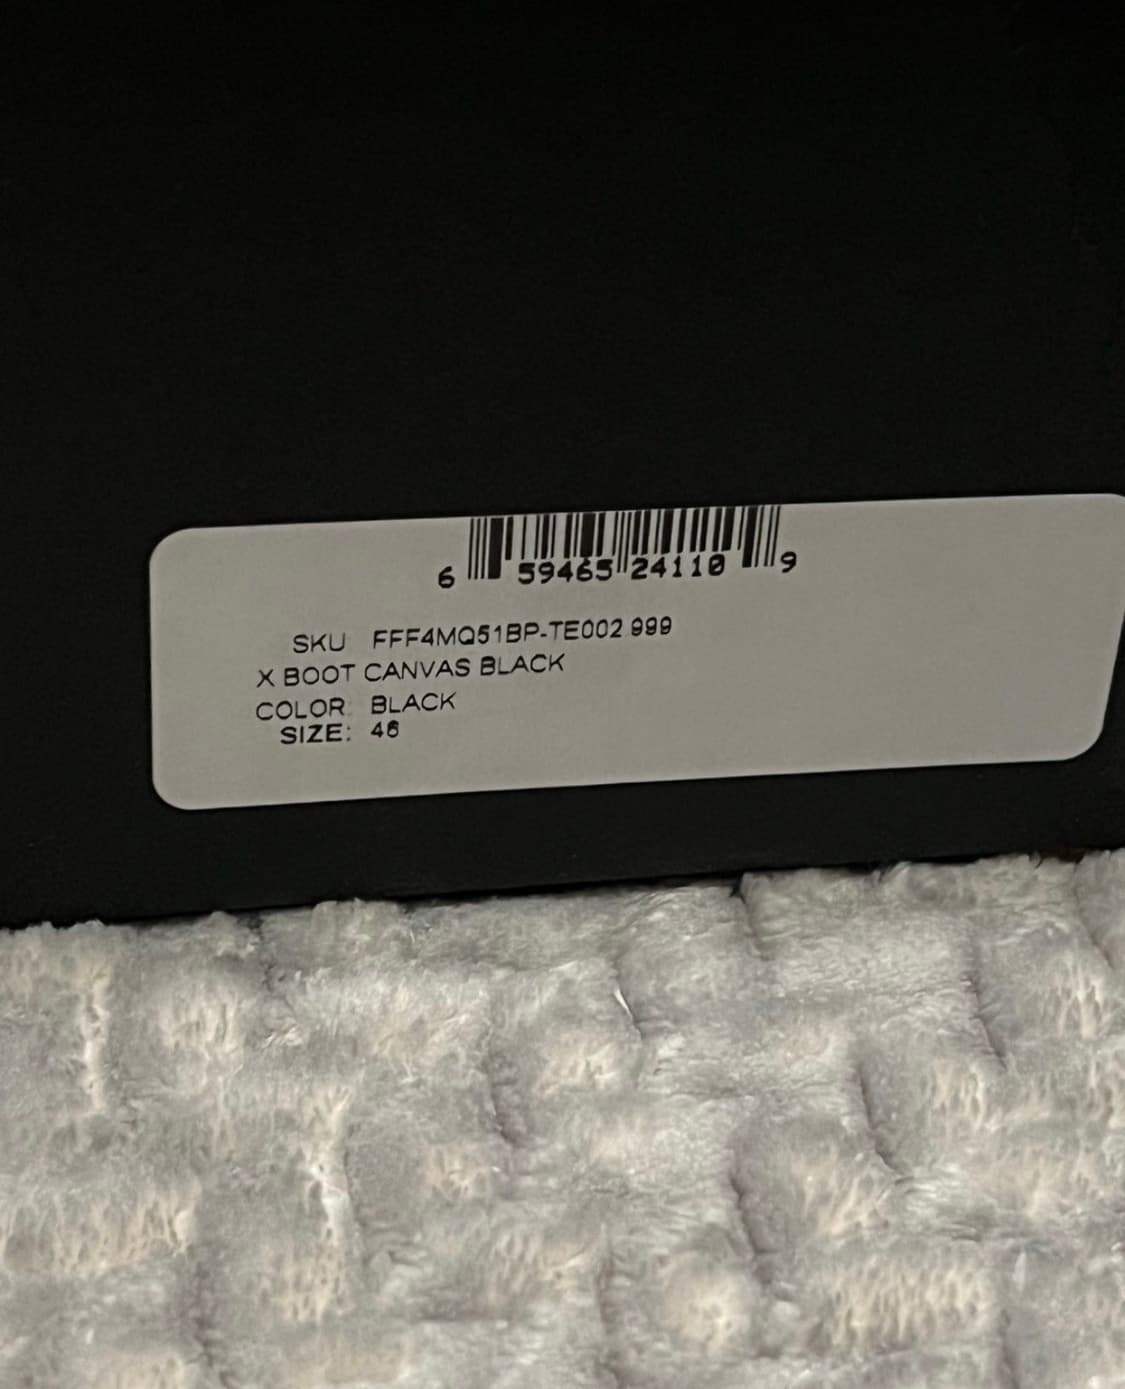 6 59465 24110 9
SKU FFF4MQ51BP-TE002.999
X BOOT CANVAS BLACK
COLOR: BLACK
SIZE: 46